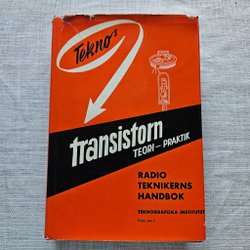 Tekno's
transistorn
TEORI – PRAKTIK
RADIO
TEKNIKERNS
HANDBOK
TEKNOGRAFISKA INSTITUTET